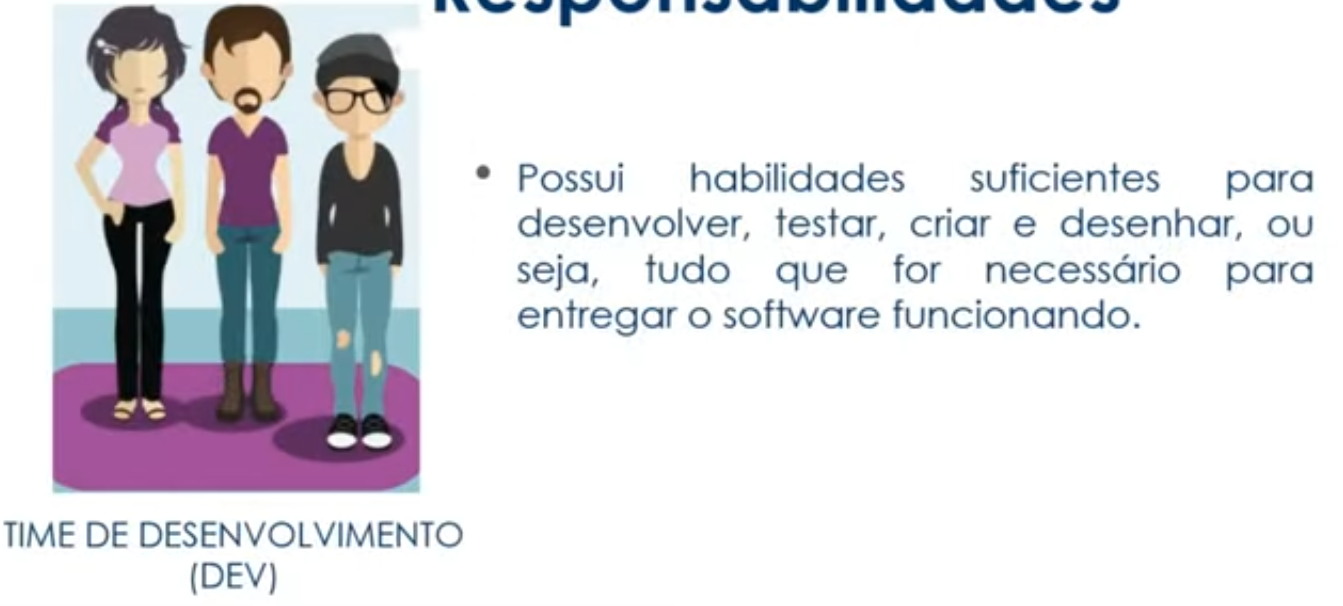 Responsabilidades
• Possui habilidades suficientes para
desenvolver, testar, criar e desenhar, ou
seja, tudo que for necessário para
entregar o software funcionando.
TIME DE DESENVOLVIMENTO
(DEV)